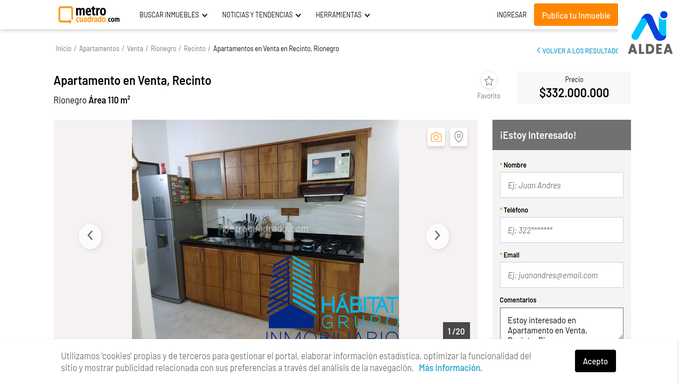 metro
cuadrado.com
BUSCAR INMUEBLES
NOTICIAS Y TENDENCIAS
HERRAMIENTAS
INGRESAR
Publica tu Inmueble
ALDEA
Inicio / Apartamentos / Venta / Rionegro / Recinto / Apartamentos en Venta en Recinto, Rionegro
VOLVER A LOS RESULTAD
Apartamento en Venta, Recinto
Rionegro Área 110 m²
Favorito
Precio
$332.000.000
metrocuadrado.com
HÁBITAT
GRUPO
INMOBILIARIO
1 / 20
¡Estoy Interesado!
* Nombre
Ej: Juan Andres
* Teléfono
Ej: 322*******
* Email
Ej: juanandres@email.com
Comentarios
Estoy interesado en
Apartamento en Venta,
Utilizamos 'cookies' propias y de terceros para gestionar el portal, elaborar información estadística, optimizar la funcionalidad del
sitio y mostrar publicidad relacionada con sus preferencias a través del análisis de la navegación. Más Información.
Acepto